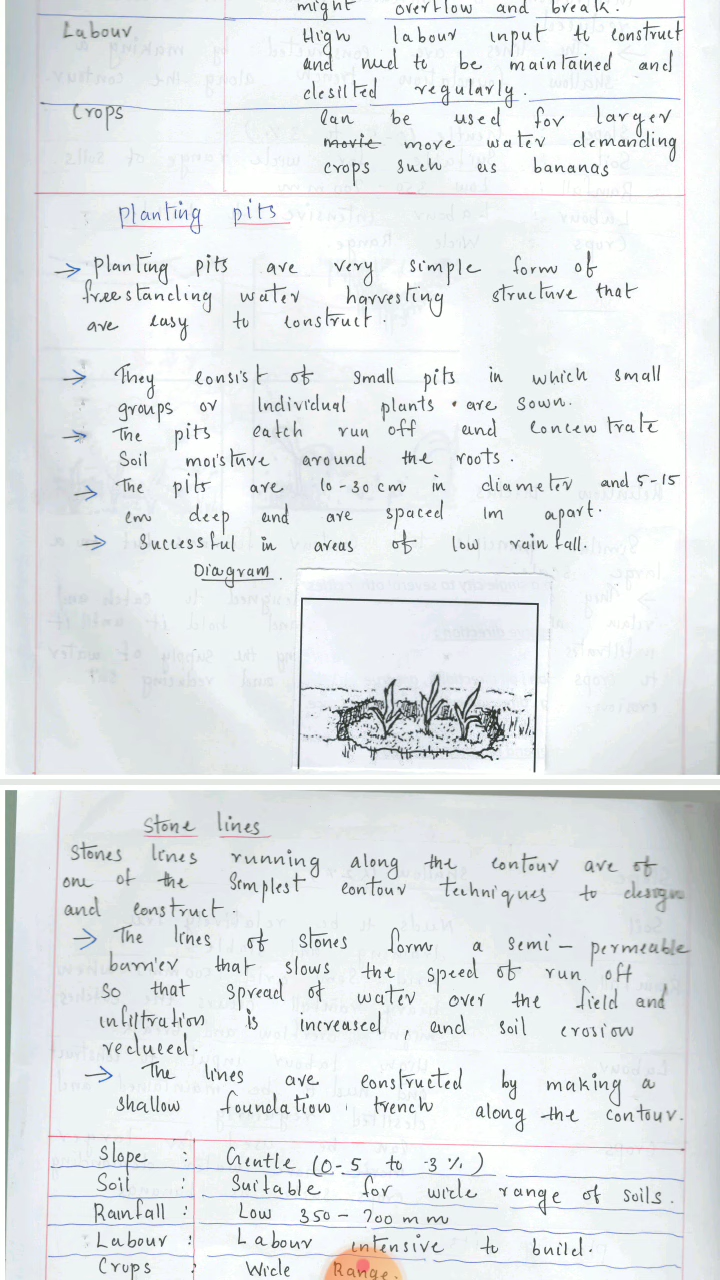 might overflow and break.
Labour High labour input to construct
and need to be maintained and
desilted regularly.
Crops Can be used for larger
movie more water demanding
crops such as bananas
Planting pits
→ Planting pits are very simple form of
freestanding water harvesting structure that
are easy to construct.
→ They consist of small pits in which small
groups or Individual plants are sown.
→ The pits catch run off and concentrate
Soil moisture around the roots.
→ The pits are 10-30 cm in diameter and 5-15
cm deep and are spaced 1m apart.
→ Successful in areas of low rainfall.
Diagram.
Stone lines
Stones lines running along the contour are of
one of the Simplest contour techniques to design
and construct.
→ The lines of stones form a semi-permeable
barrier that slows the speed of run off
so that spread of water over the field and
infiltration is increased, and soil erosion
reduced.
→ The lines are constructed by making a
shallow foundation trench along the contour.
Slope : Gentle (0-5 to -3%)
Soil : Suitable for wide range of soils.
Rainfall : Low 350-700 mm
Labour : Labour intensive to build.
Crops : Wide Range.